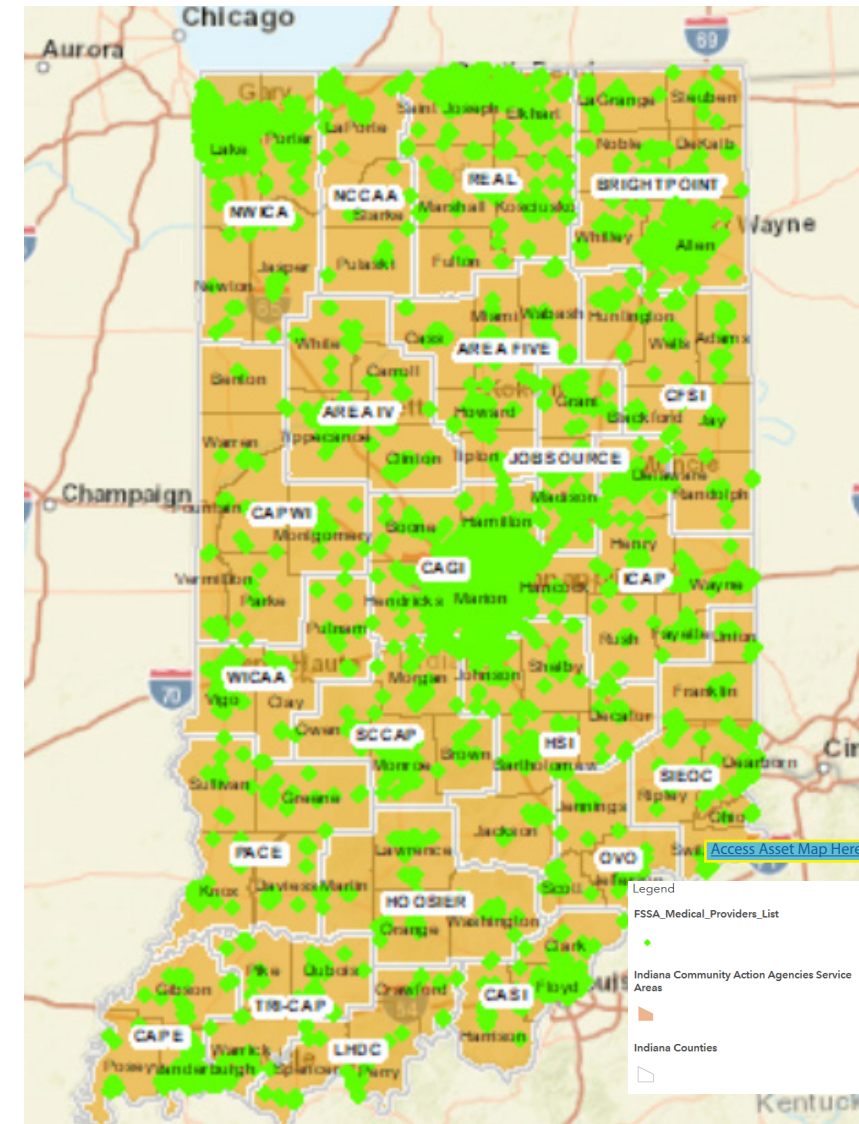 Chicago
Aurora
69
Gary
Saint Joseph
Elkhart
LaGrange
Steuben
LaPorte
Lake
Porter
Noble
DeKalb
REAL
BRIGHTPOINT
NCCAA
NWICA
Starke
Marshall
Kosciusko
Wayne
Whitley
Allen
Jasper
Pulaski
Fulton
Newton
65
Miami
Wabash
Huntington
White
Cass
AREA FIVE
Wells
Adams
Benton
Carroll
Grant
CFSI
AREA IV
Howard
Blackford
Jay
Warren
Tippecanoe
Clinton
Tipton
JOBSOURCE
Muncie
Delaware
Champaign
Fountain
CAPWI
Madison
Randolph
Montgomery
Boone
Hamilton
Henry
CAGI
ICAP
Vermillion
Parke
Hendricks
Marion
Hancock
Wayne
Putnam
Rush
Fayette
Union
WICAA
Morgan
Johnson
Shelby
70
Vigo
Clay
Franklin
Owen
SCCAP
Decatur
Brown
HSI
Cin
Monroe
Bartholomew
Dearborn
Sullivan
Greene
SIEOC
Ripley
Jennings
Ohio
Jackson
PACE
Lawrence
OVO
Swi
Access Asset Map Here
Knox
Daviess
Martin
Scott
Jefferson
HOOSIER
Orange
Washington
Clark
Pike
Dubois
Gibson
TRI-CAP
Crawford
CASI
Floyd
CAPE
Harrison
Warrick
LHDC
Posey
Vanderburgh
Spencer
Perry
Kentuck
Legend
FSSA_Medical_Providers_List
Indiana Community Action Agencies Service
Areas
Indiana Counties